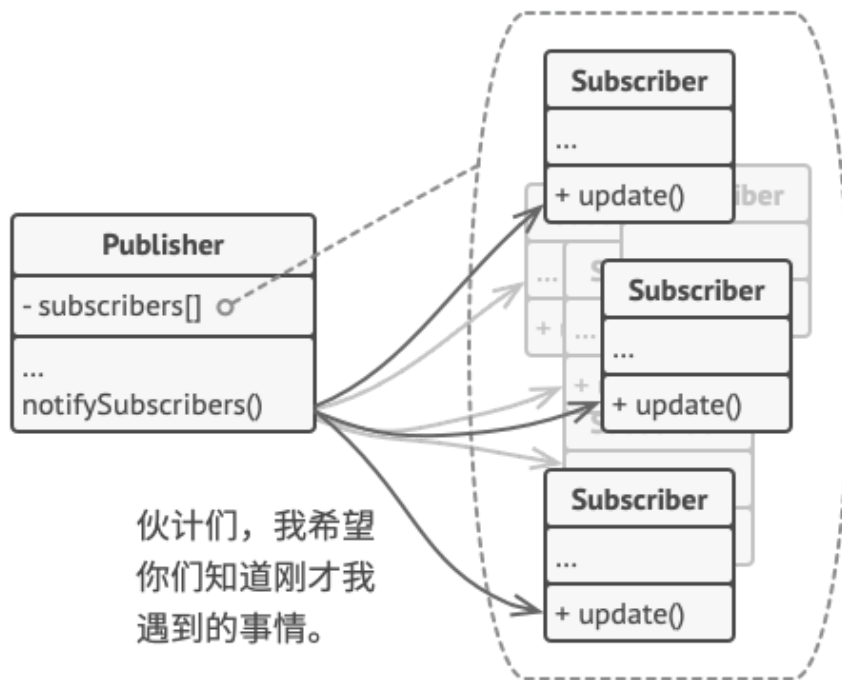 Subscriber
...
+ update()
iber
Publisher
- subscribers[]
...
notifySubscribers()
...
+
S
Subscriber
...
+ update()
...
+
S
Subscriber
...
+ update()
伙计们，我希望
你们知道刚才我
遇到的事情。